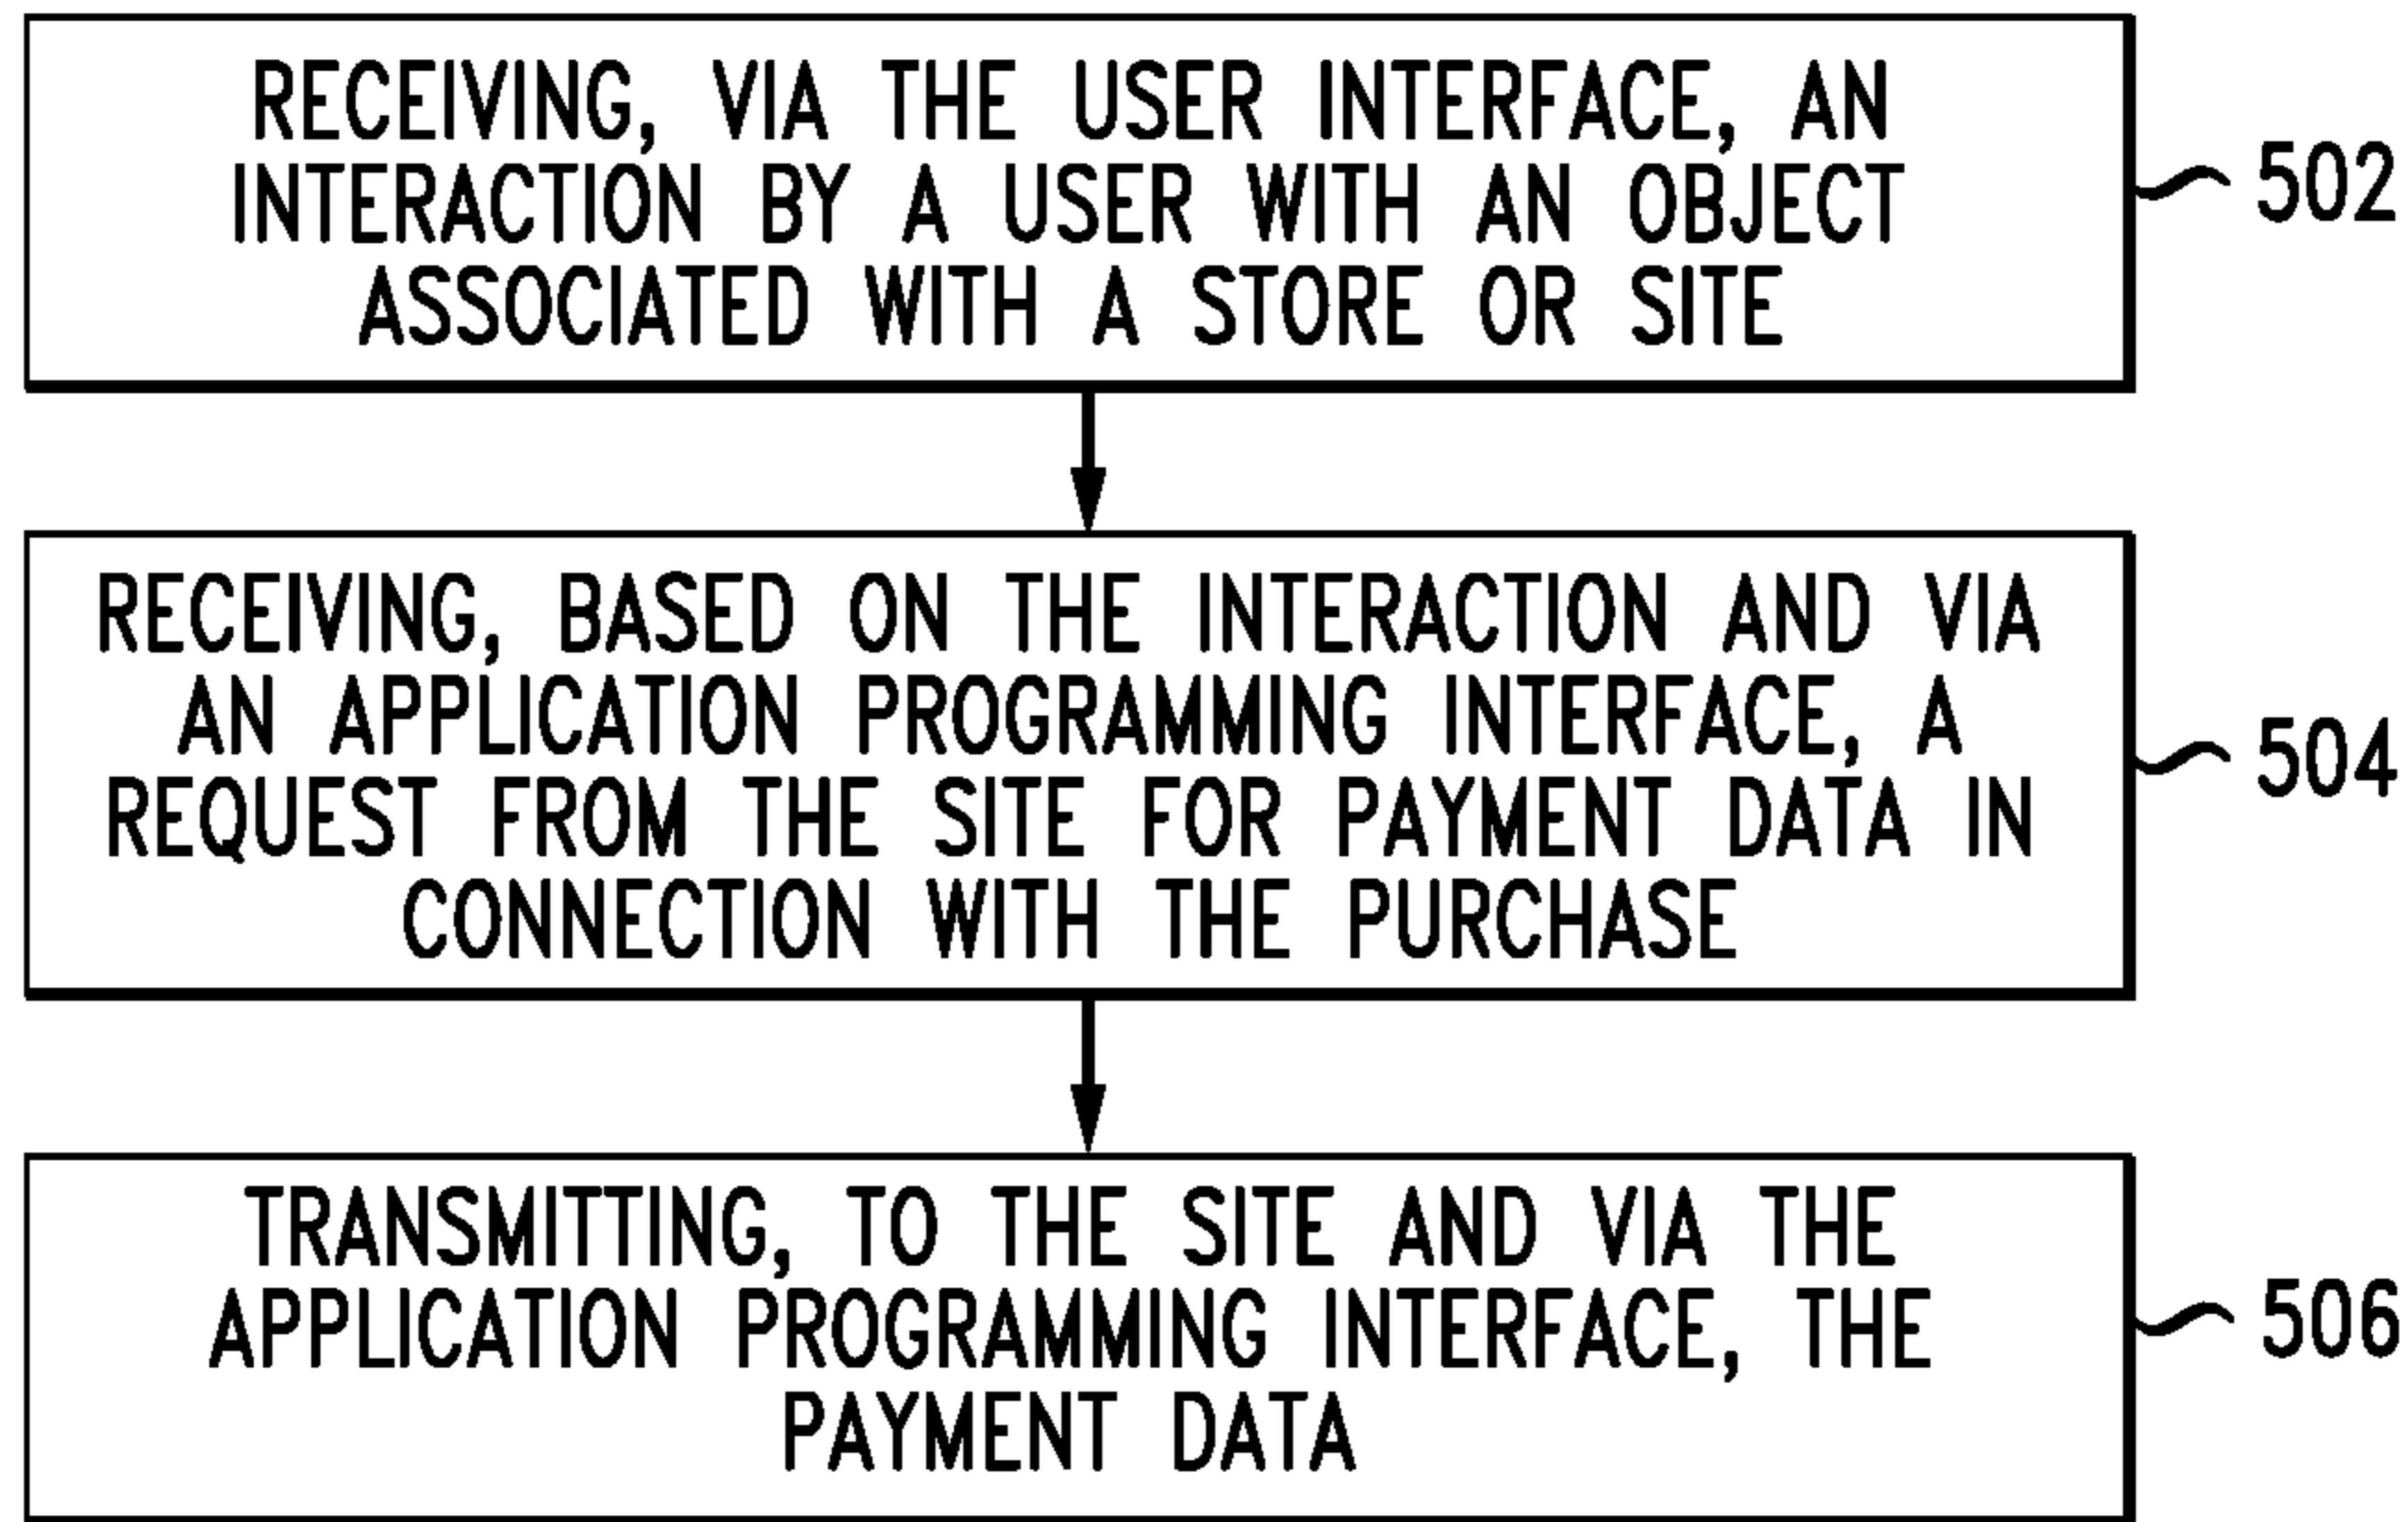 RECEIVING, VIA THE USER INTERFACE, AN
INTERACTION BY A USER WITH AN OBJECT
ASSOCIATED WITH A STORE OR SITE
502
RECEIVING, BASED ON THE INTERACTION AND VIA
AN APPLICATION PROGRAMMING INTERFACE, A
REQUEST FROM THE SITE FOR PAYMENT DATA IN
CONNECTION WITH THE PURCHASE
504
TRANSMITTING, TO THE SITE AND VIA THE
APPLICATION PROGRAMMING INTERFACE, THE
PAYMENT DATA
506